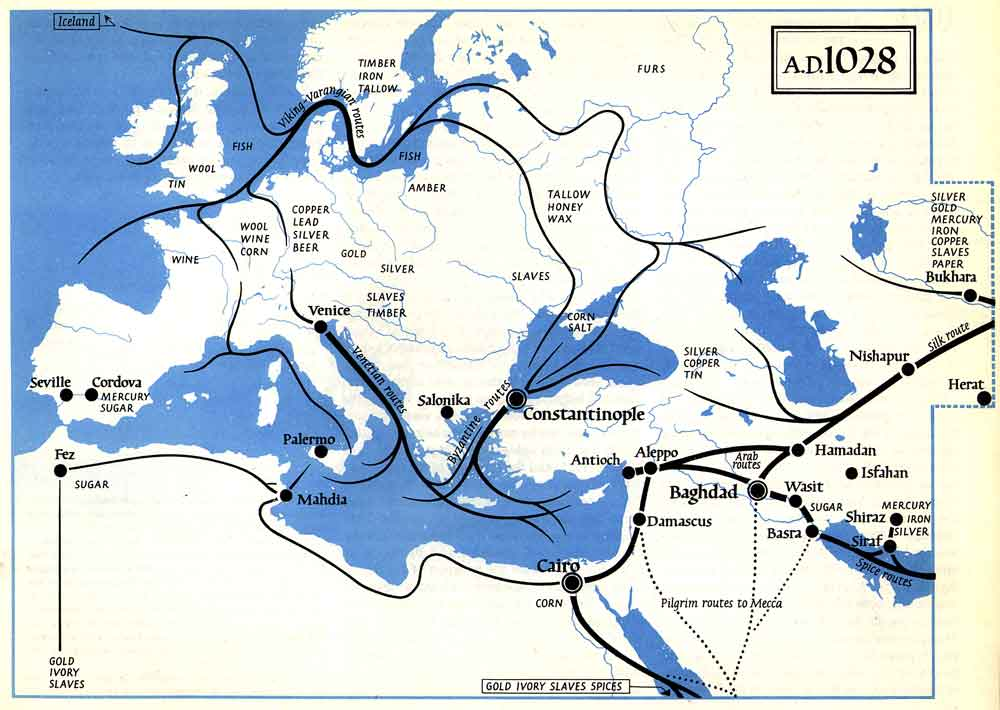 Iceland
A.D.1028
TIMBER
IRON
TALLOW
FURS
Viking-Varangian routes
FISH
FISH
WOOL
TIN
AMBER
TALLOW
HONEY
WAX
COPPER
LEAD
SILVER
BEER
WOOL
WINE
CORN
WINE
GOLD
SILVER
SLAVES
SLAVES
TIMBER
SILVER
GOLD
MERCURY
IRON
COPPER
SLAVES
PAPER
Bukhara
Venice
CORN
SALT
Venetian routes
SILVER
COPPER
TIN
Silk route
Nishapur
Herat
Seville
Cordova
MERCURY
SUGAR
Salonika
Byzantine routes
Constantinople
Palermo
Fez
SUGAR
Mahdia
Antioch
Aleppo
Arab
routes
Hamadan
Isfahan
Baghdad
Wasit
SUGAR
MERCURY
IRON
SILVER
Shiraz
Damascus
Basra
Siraf
Spice routes
Cairo
CORN
Pilgrim routes to Mecca
GOLD
IVORY
SLAVES
GOLD IVORY SLAVES SPICES